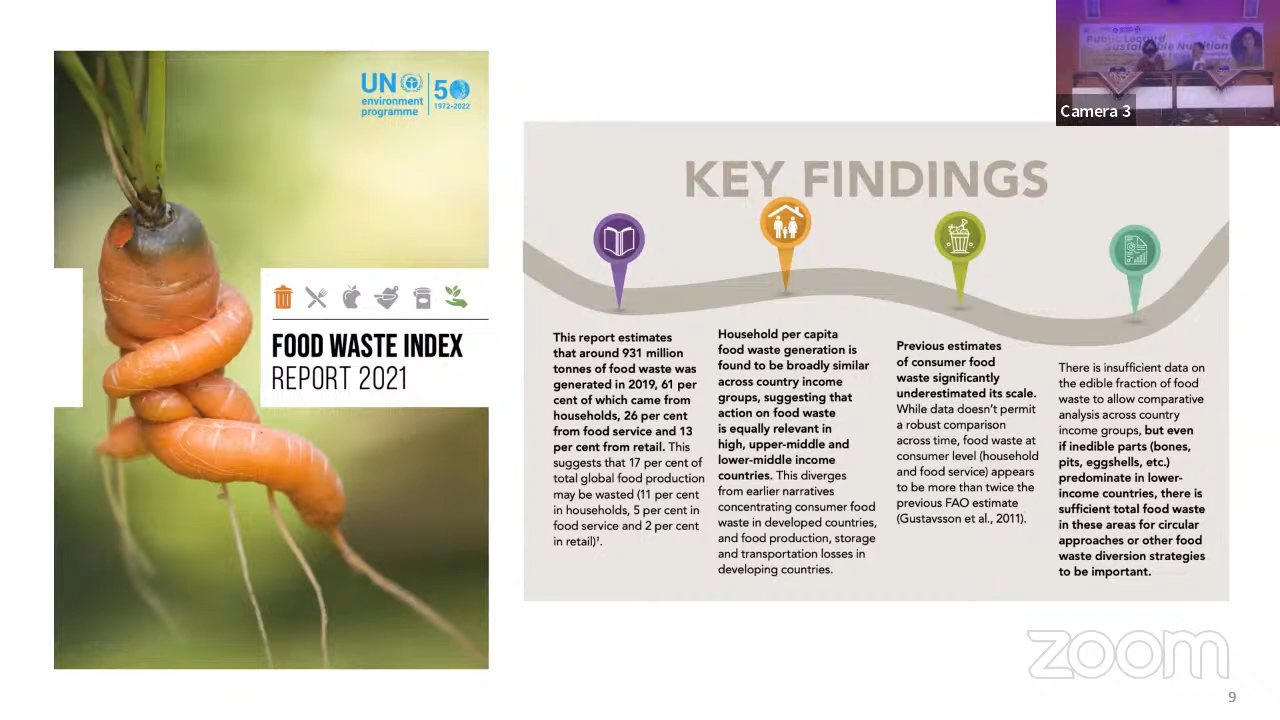 UN
environment
programme
50
1972-2022
FOOD WASTE INDEX
REPORT 2021
KEY FINDINGS
This report estimates
that around 931 million
tonnes of food waste was
generated in 2019, 61 per
cent of which came from
households, 26 per cent
from food service and 13
per cent from retail. This
suggests that 17 per cent of
total global food production
may be wasted (11 per cent
in households, 5 per cent in
food service and 2 per cent
in retail)¹.
Household per capita
food waste generation is
found to be broadly similar
across country income
groups, suggesting that
action on food waste
is equally relevant in
high, upper-middle and
lower-middle income
countries. This diverges
from earlier narratives
concentrating consumer food
waste in developed countries,
and food production, storage
and transportation losses in
developing countries.
Previous estimates
of consumer food
waste significantly
underestimated its scale.
While data doesn't permit
a robust comparison
across time, food waste at
consumer level (household
and food service) appears
to be more than twice the
previous FAO estimate
(Gustavsson et al., 2011).
There is insufficient data on
the edible fraction of food
waste to allow comparative
analysis across country
income groups, but even
if inedible parts (bones,
pits, eggshells, etc.)
predominate in lower-
income countries, there is
sufficient total food waste
in these areas for circular
approaches or other food
waste diversion strategies
to be important.
Public Lecture
Sustainable Nutrition
Camera 3
zoom
9